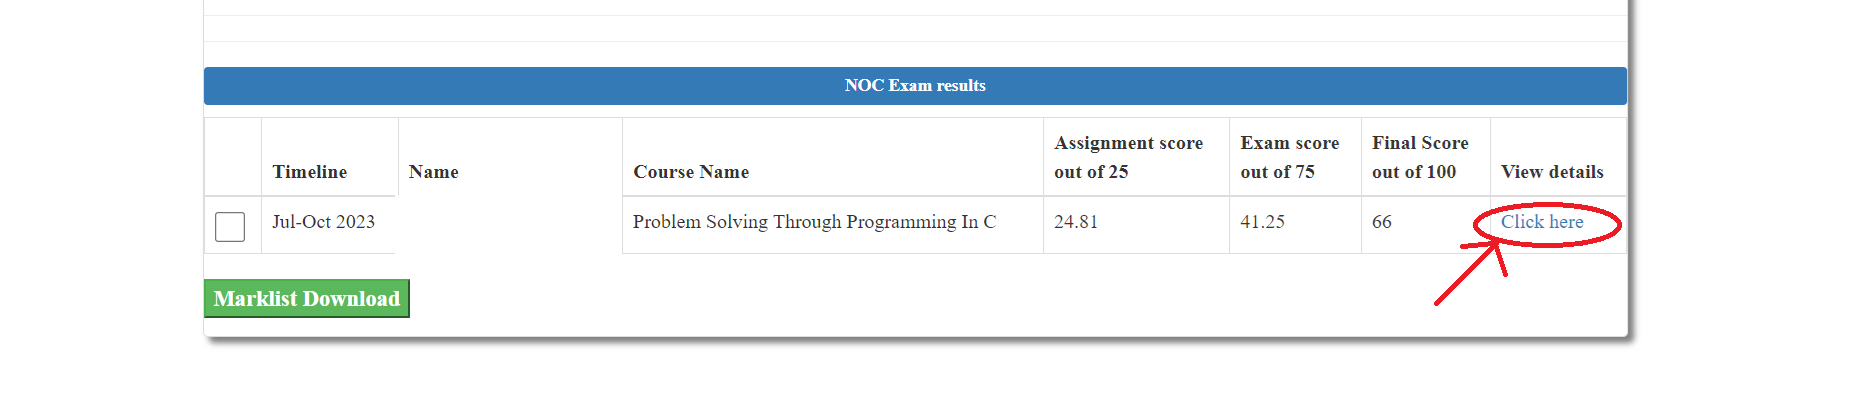 NOC Exam results
Timeline Name Course Name Assignment score out of 25 Exam score out of 75 Final Score out of 100 View details
Jul-Oct 2023 Problem Solving Through Programming In C 24.81 41.25 66 Click here
Marklist Download